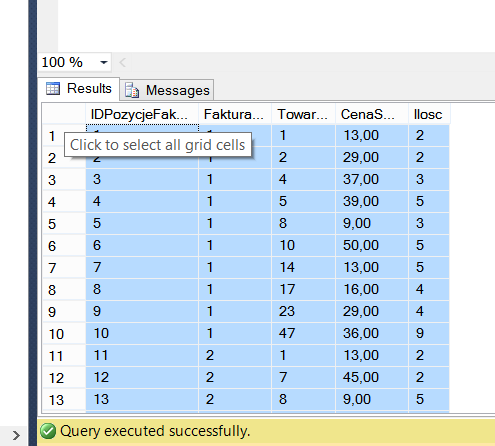 100 %
Results Messages
IDPozycjeFak... Faktura... Towar... CenaS... Ilosc
1 1 13,00 2
Click to select all grid cells
2 2 29,00 2
3 3 1 4 37,00 3
4 4 1 5 39,00 5
5 5 1 8 9,00 3
6 6 1 10 50,00 5
7 7 1 14 13,00 5
8 8 1 17 16,00 4
9 9 1 23 29,00 4
10 10 1 47 36,00 9
11 11 2 1 13,00 2
12 12 2 7 45,00 2
13 13 2 8 9,00 5
Query executed successfully.